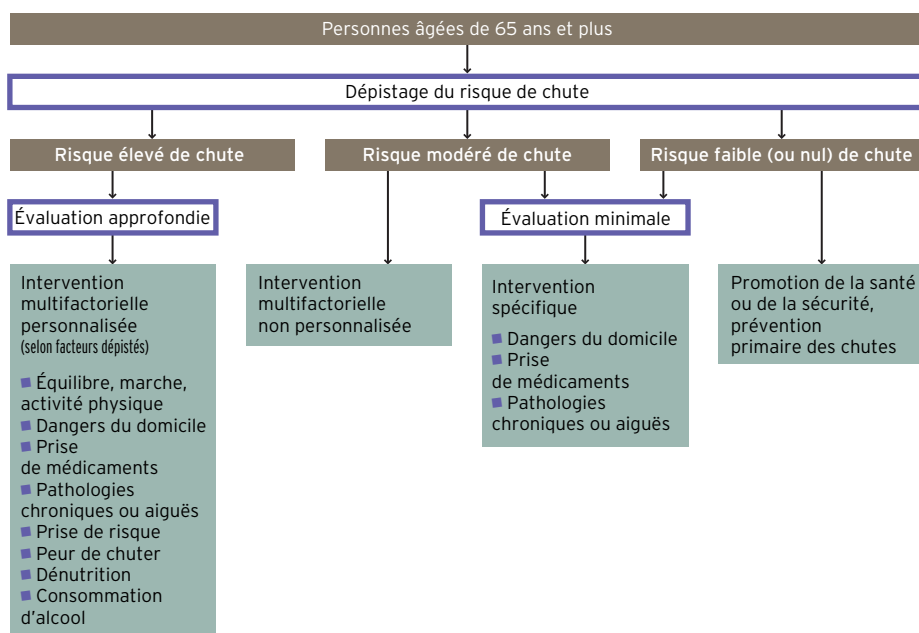 Personnes âgées de 65 ans et plus
Dépistage du risque de chute
Risque élevé de chute
Risque modéré de chute
Risque faible (ou nul) de chute
Évaluation approfondie
Évaluation minimale
Intervention
multifactorielle
personnalisée
(selon facteurs dépistés)
Équilibre, marche,
activité physique
Dangers du domicile
Prise
de médicaments
Pathologies
chroniques ou aiguës
Prise de risque
Peur de chuter
Dénutrition
Consommation
d'alcool
Intervention
multifactorielle
non personnalisée
Intervention
spécifique
Dangers du domicile
Prise
de médicaments
Pathologies
chroniques ou aiguës
Promotion de la santé
ou de la sécurité,
prévention
primaire des chutes